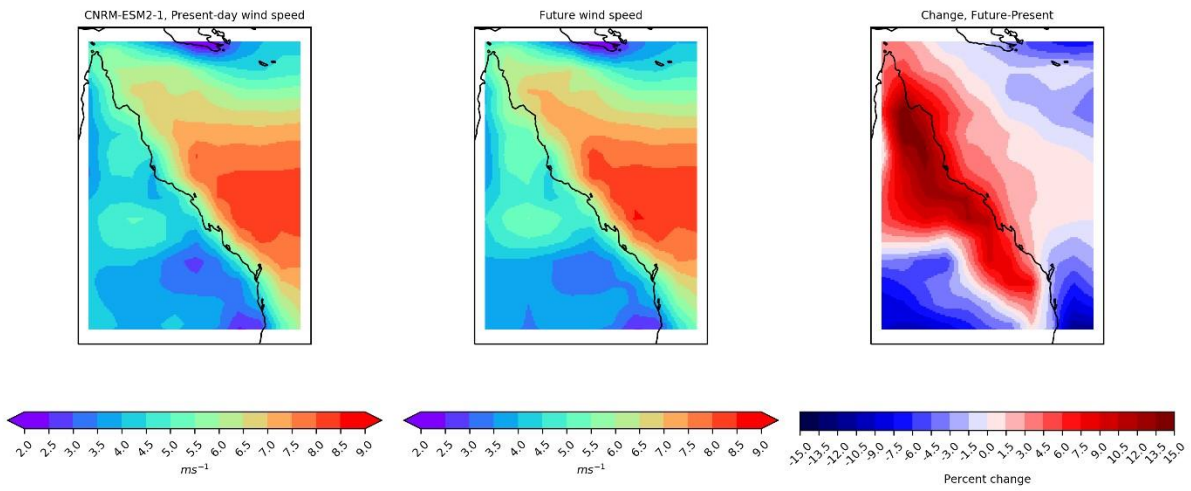 CNRM-ESM2-1, Present-day wind speed
Future wind speed
Change, Future-Present
2.0 2.5 3.0 3.5 4.0 4.5 5.0 5.5 6.0 6.5 7.0 7.5 8.0 8.5 9.0
ms⁻¹
2.0 2.5 3.0 3.5 4.0 4.5 5.0 5.5 6.0 6.5 7.0 7.5 8.0 8.5 9.0
ms⁻¹
-15.0 -13.5 -12.0 -10.5 -9.0 -7.5 -6.0 -4.5 -3.0 -1.5 0.0 1.5 3.0 4.5 6.0 7.5 9.0 10.5 12.0 13.5 15.0
Percent change